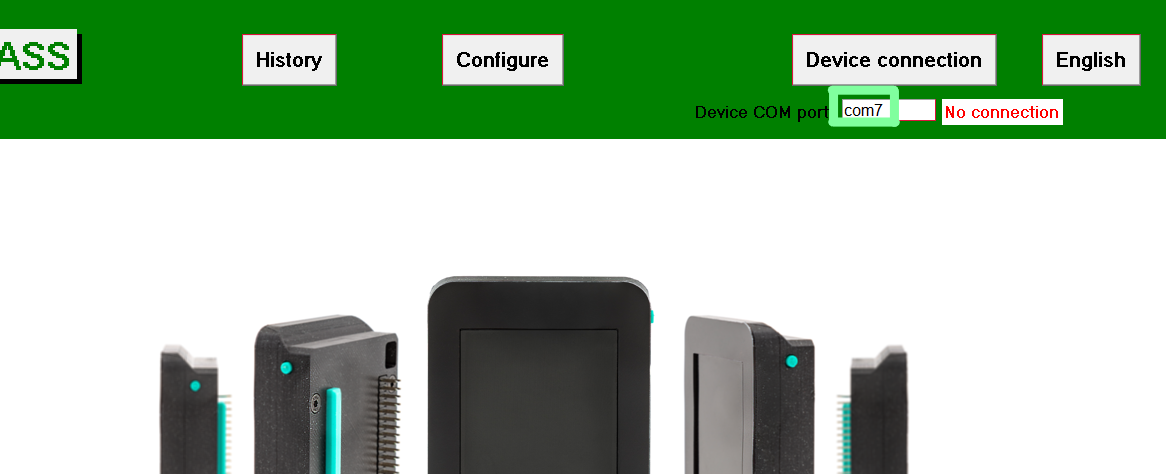 ASS
History
Configure
Device connection
English
Device COM port
com7
No connection